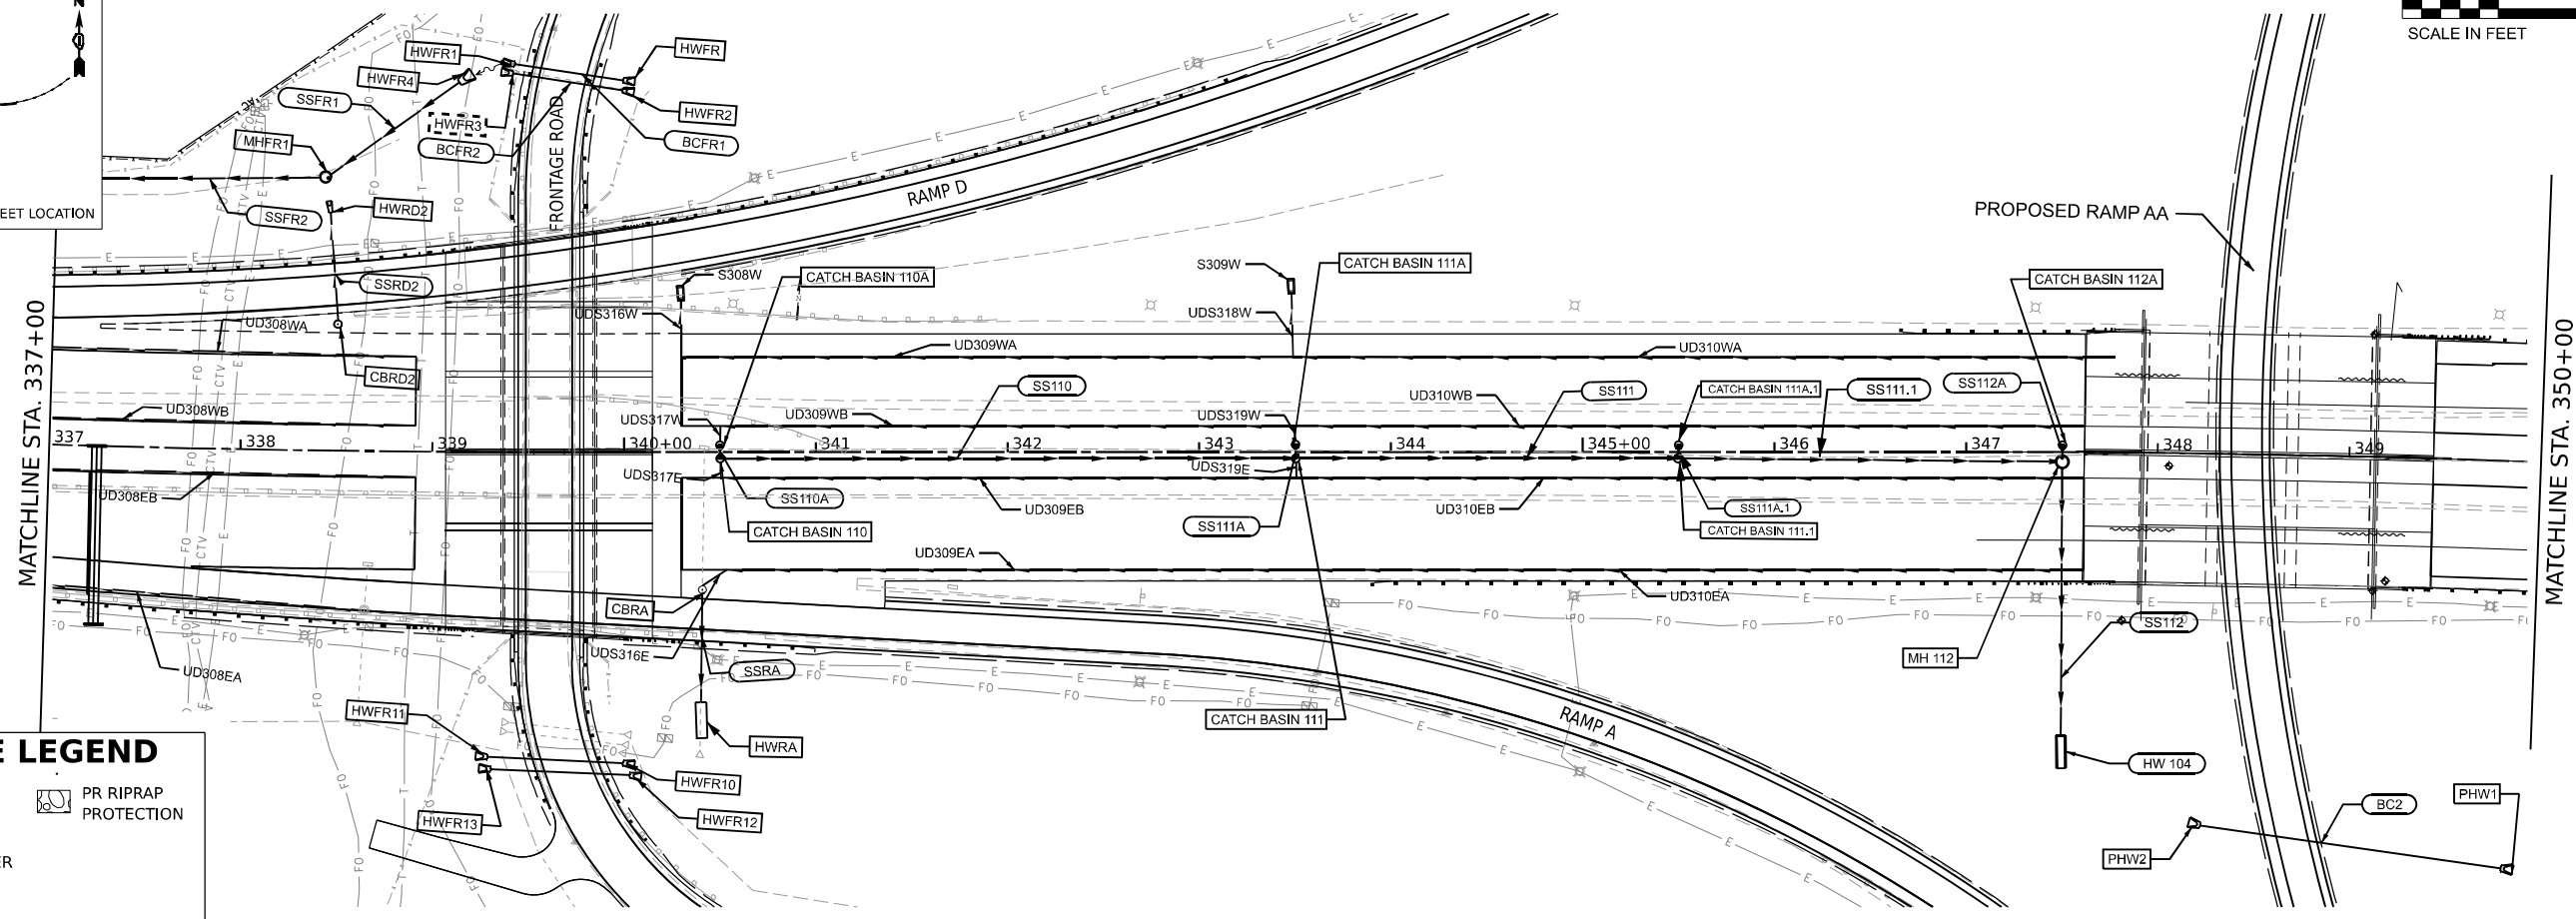 N
SCALE IN FEET
EET LOCATION
HWFR1
HWFR
HWFR4
SSFR1
HWFR2
HWFR3
BCFR2
BCFR1
MHFR1
FRONTAGE ROAD
SSFR2
HWRD2
RAMP D
PROPOSED RAMP AA
SSRD2
S308W
CATCH BASIN 110A
S309W
CATCH BASIN 111A
CATCH BASIN 112A
UD308WA
UDS316W
UDS318W
MATCHLINE STA. 337+00
MATCHLINE STA. 350+00
UD309WA
UD310WA
CBRD2
SS110
SS111
CATCH BASIN 111A.1
SS111.1
SS112A
UD308WB
UDS317W
UD309WB
UDS319W
UD310WB
337
338
339
340+00
341
342
343
344
345+00
346
347
348
349
UD308EB
UDS317E
UDS319E
SS110A
UD309EB
UD310EB
SS111A.1
SS111A
CATCH BASIN 110
CATCH BASIN 111.1
UD309EA
UD310EA
CBRA
UDS316E
SSRA
SS112
MH 112
UD308EA
HWFR11
CATCH BASIN 111
RAMP A
HWRA
HWFR10
HW 104
HWFR13
HWFR12
PHW1
BC2
PHW2
E LEGEND
PR RIPRAP
PROTECTION
ER
E
FO
T
CTV